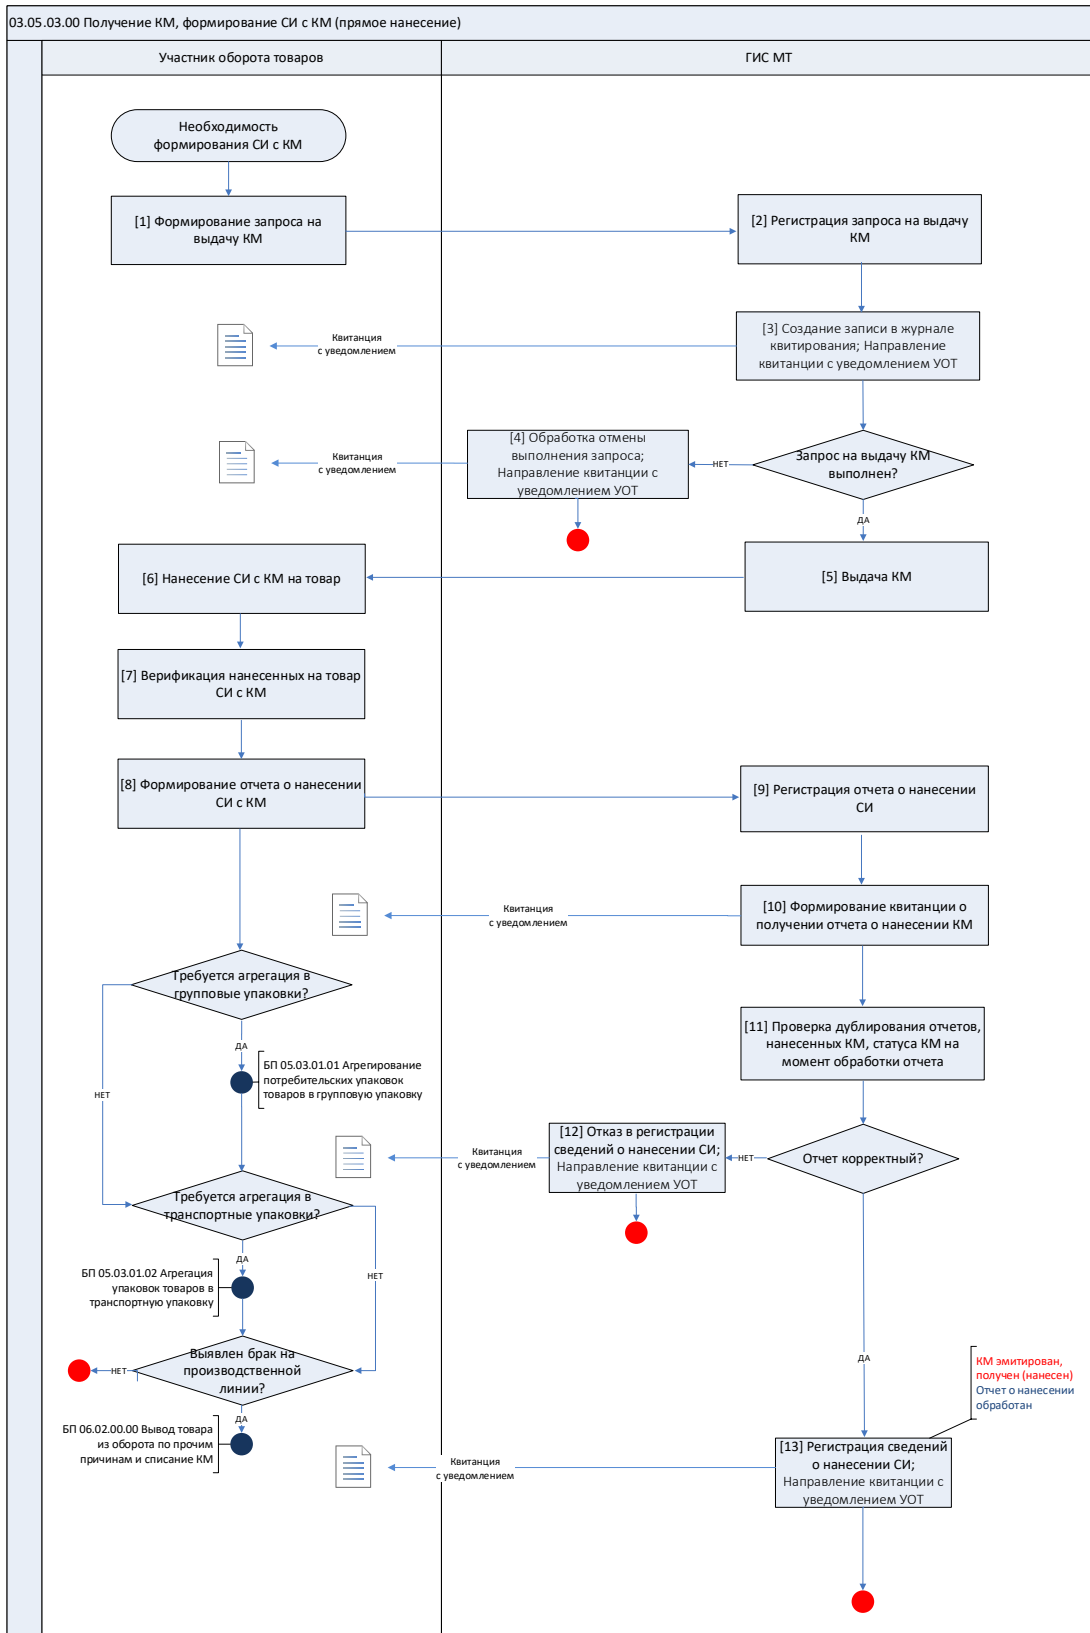 03.05.03.00 Получение КМ, формирование СИ с КМ (прямое нанесение)
Участник оборота товаров
ГИС МТ
Необходимость
формирования СИ с КМ
[1] Формирование запроса на
выдачу КМ
[2] Регистрация запроса на выдачу
КМ
[3] Создание записи в журнале
квитирования; Направление
квитанции с уведомлением УОТ
Квитанция
с уведомлением
Запрос на выдачу КМ
выполнен?
НЕТ
[4] Обработка отмены
выполнения запроса;
Направление квитанции с
уведомлением УОТ
Квитанция
с уведомлением
ДА
[5] Выдача КМ
[6] Нанесение СИ с КМ на товар
[7] Верификация нанесенных на товар
СИ с КМ
[8] Формирование отчета о нанесении
СИ с КМ
[9] Регистрация отчета о нанесении
СИ
[10] Формирование квитанции о
получении отчета о нанесении КМ
Квитанция
с уведомлением
Требуется агрегация в
групповые упаковки?
[11] Проверка дублирования отчетов,
нанесенных КМ, статуса КМ на
момент обработки отчета
ДА
БП 05.03.01.01 Агрегирование
потребительских упаковок
товаров в групповую упаковку
НЕТ
Отчет корректный?
НЕТ
[12] Отказ в регистрации
сведений о нанесении СИ;
Направление квитанции с
уведомлением УОТ
Квитанция
с уведомлением
Требуется агрегация в
транспортные упаковки?
ДА
НЕТ
БП 05.03.01.02 Агрегация
упаковок товаров в
транспортную упаковку
Выявлен брак на
производственной
линии?
НЕТ
ДА
БП 06.02.00.00 Вывод товара
из оборота по прочим
причинам и списание КМ
ДА
КМ эмитирован,
получен (нанесен)
Отчет о нанесении
обработан
[13] Регистрация сведений
о нанесении СИ;
Направление квитанции с
уведомлением УОТ
Квитанция
с уведомлением